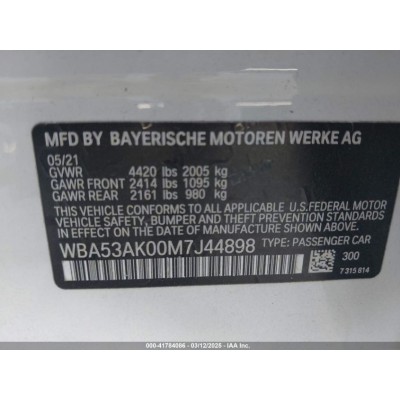 MFD BY BAYERISCHE MOTOREN WERKE AG
05/21
GVWR 4420 lbs 2005 kg
GAWR FRONT 2414 lbs 1095 kg
GAWR REAR 2161 lbs 980 kg
THIS VEHICLE CONFORMS TO ALL APPLICABLE U.S.FEDERAL MOTOR
VEHICLE SAFETY, BUMPER, AND THEFT PREVENTION STANDARDS
IN EFFECT ON THE DATE OF MANUFACTURE SHOWN ABOVE.
WBA53AK00M7J44898 TYPE: PASSENGER CAR
300
7 315 614
000-41784086 - 03/12/2025 - IAAI.COM